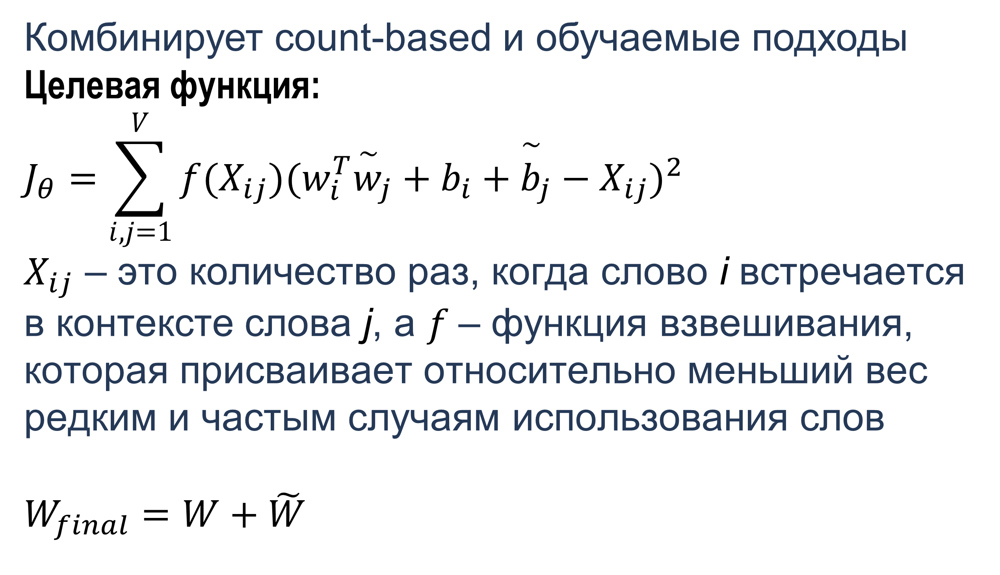 Комбинирует count-based и обучаемые подходы
Целевая функция:
$J_{\theta} = \sum_{i,j=1}^{V} f(X_{ij})(w_i^T \tilde{w}_j + b_i + \tilde{b}_j - X_{ij})^2$
$X_{ij}$ – это количество раз, когда слово i встречается
в контексте слова j, а $f$ – функция взвешивания,
которая присваивает относительно меньший вес
редким и частым случаям использования слов
$W_{final} = W + \widetilde{W}$